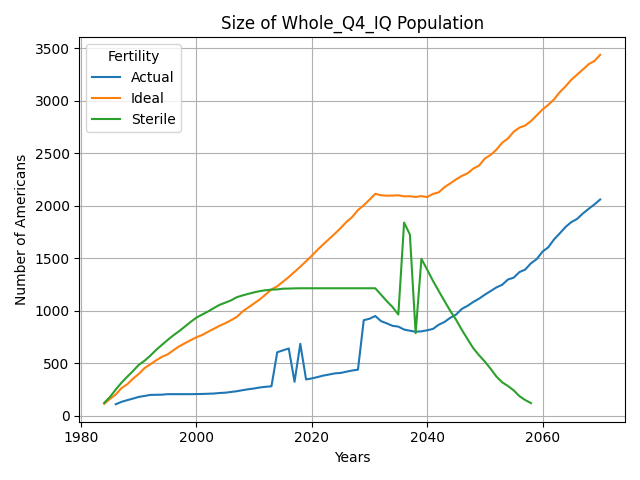 Size of Whole_Q4_IQ Population
Fertility
Actual
Ideal
Sterile
Number of Americans
3500
3000
2500
2000
1500
1000
500
0
1980
2000
2020
2040
2060
Years